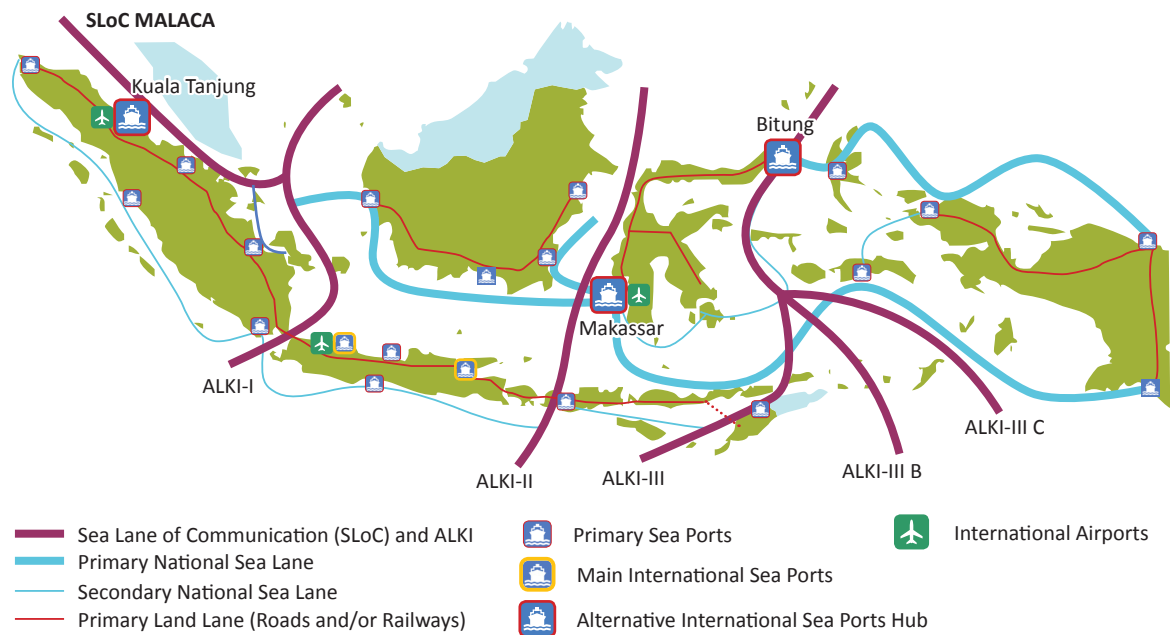 SLoC MALACA
Kuala Tanjung
Bitung
Makassar
ALKI-I
ALKI-II
ALKI-III
ALKI-III B
ALKI-III C
Sea Lane of Communication (SLoC) and ALKI
Primary National Sea Lane
Secondary National Sea Lane
Primary Land Lane (Roads and/or Railways)
Primary Sea Ports
Main International Sea Ports
Alternative International Sea Ports Hub
International Airports